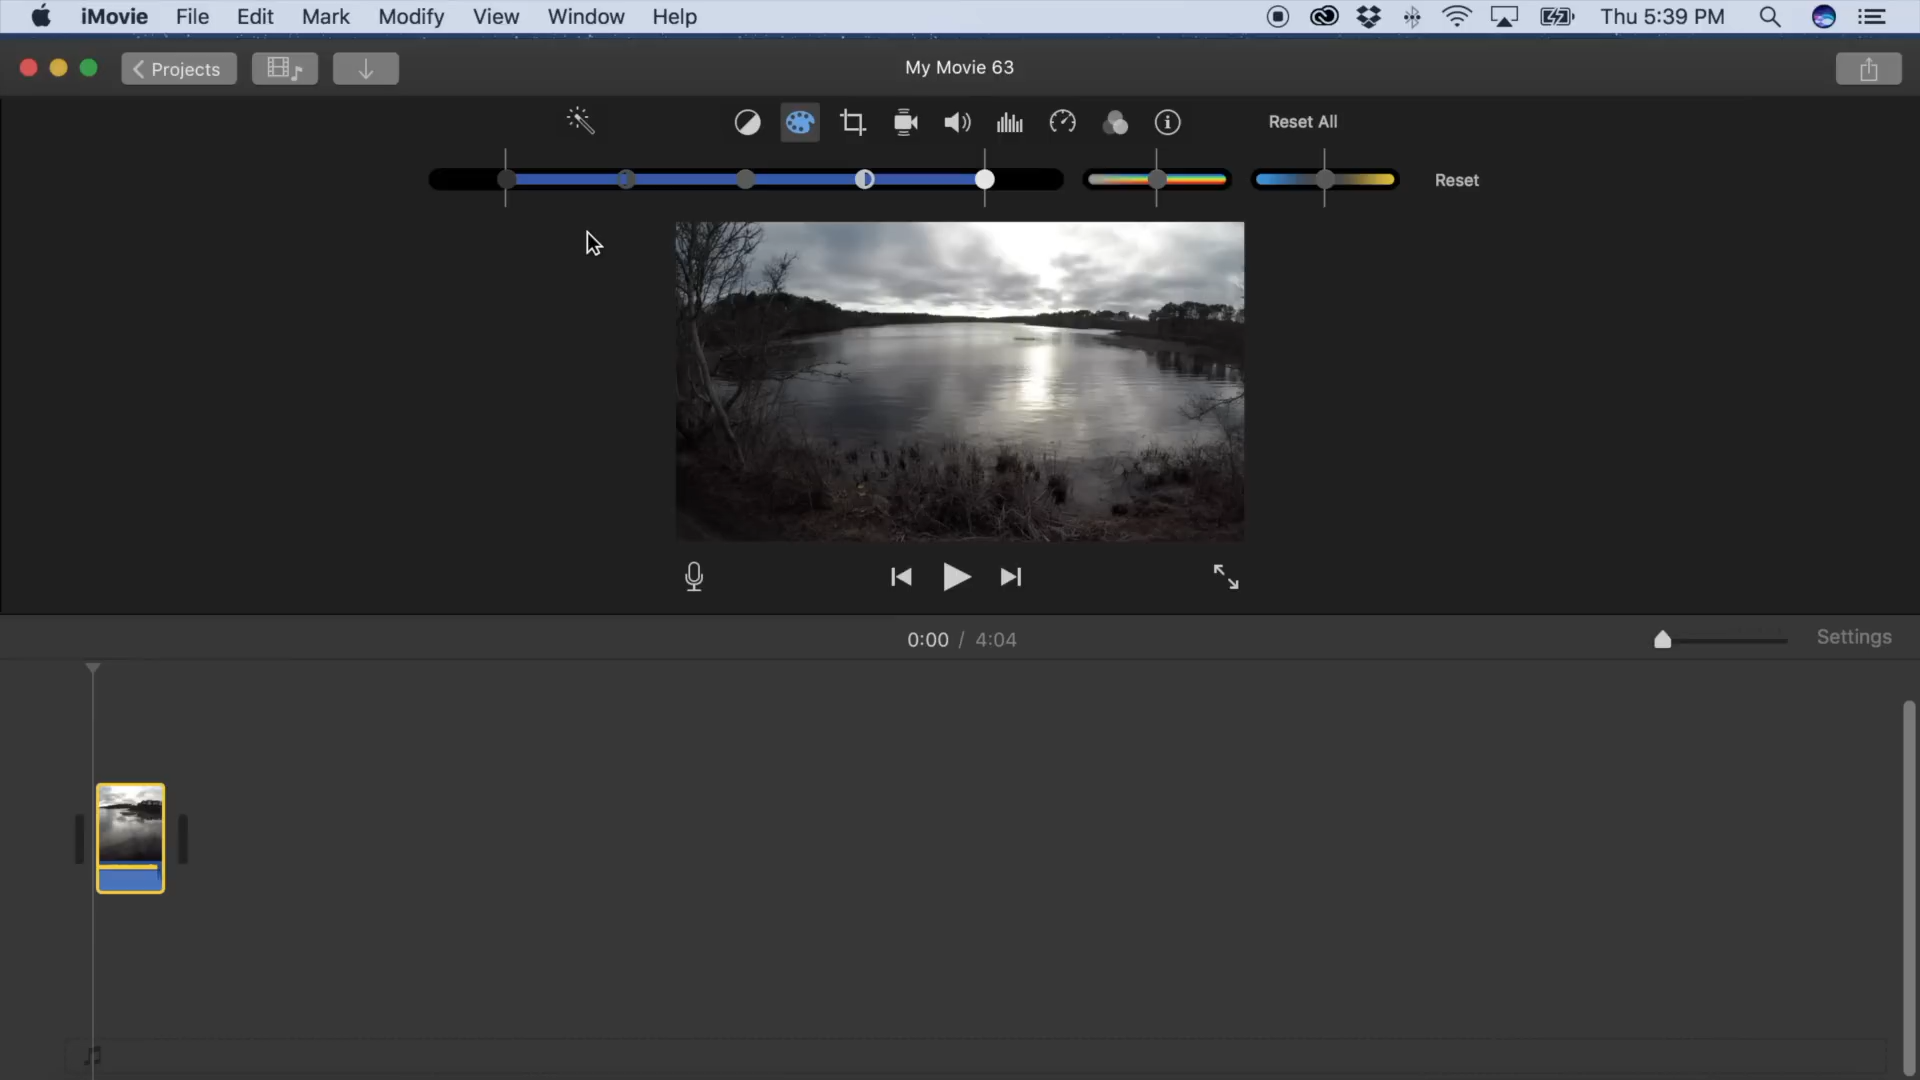 iMovie File Edit Mark Modify View Window Help Thu 5:39 PM
Projects My Movie 63
Reset All
Reset
0:00 / 4:04 Settings